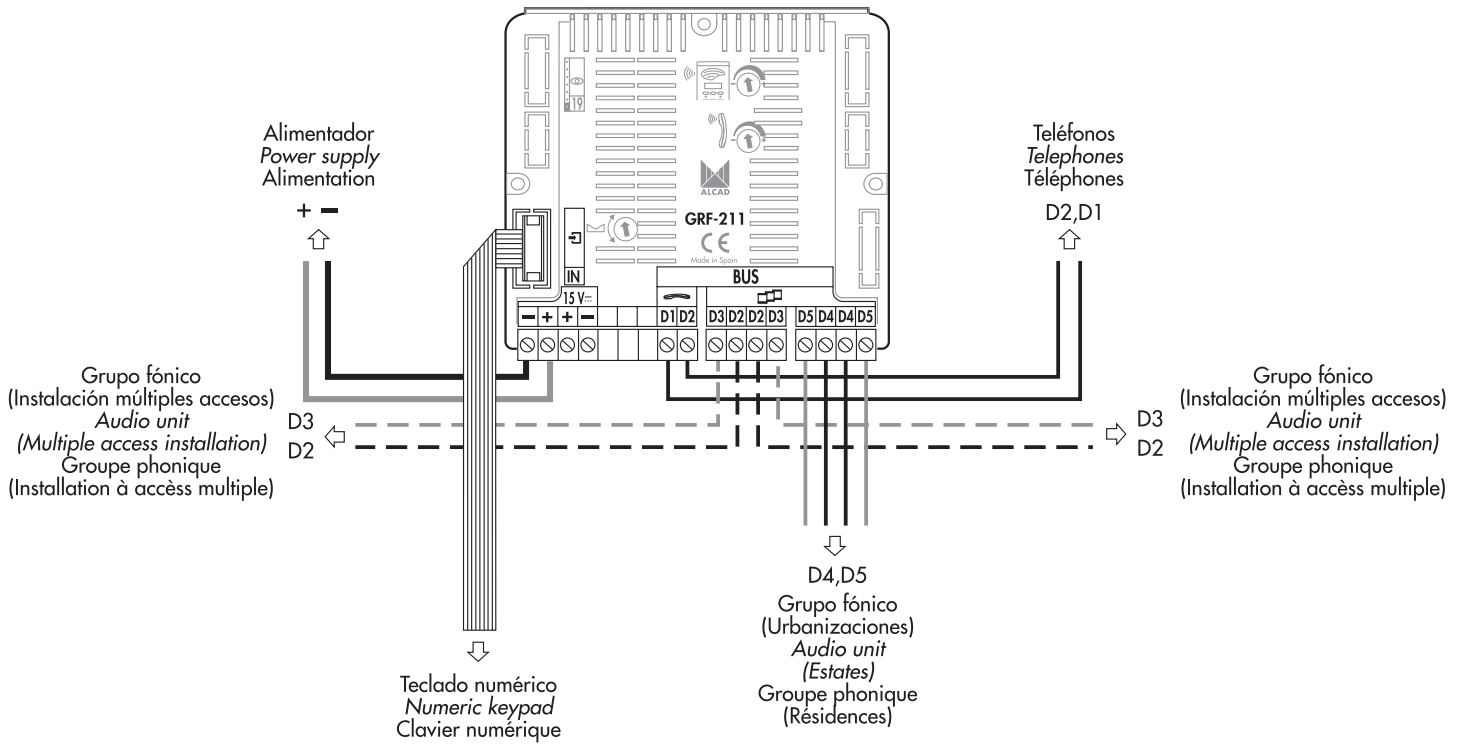 Alimentador
Power supply
Alimentation
+ −
Teléfonos
Telephones
Téléphones
D2,D1
19
ALCAD
GRF-211
CE
Made in Spain
IN
BUS
15 V
− + + −
D1 D2 D3 D2 D2 D3 D5 D4 D4 D5
Grupo fónico
(Instalación múltiples accesos)
Audio unit
(Multiple access installation)
Groupe phonique
(Installation à accèss multiple)
D3
D2
D3
D2
Grupo fónico
(Instalación múltiples accesos)
Audio unit
(Multiple access installation)
Groupe phonique
(Installation à accèss multiple)
D4,D5
Grupo fónico
(Urbanizaciones)
Audio unit
(Estates)
Groupe phonique
(Résidences)
Teclado numérico
Numeric keypad
Clavier numérique